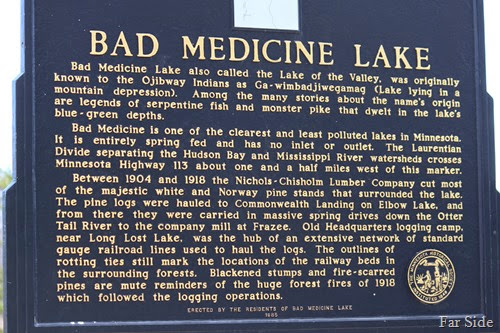 BAD MEDICINE LAKE
Bad Medicine Lake also called the Lake of the Valley, was originally
known to the Ojibway Indians as Ga-wimbadjiwegamag (Lake lying in a
mountain depression). Among the many stories about the name's origin
are legends of serpentine fish and monster pike that dwell in the lake's
blue-green depths.
Bad Medicine is one of the clearest and least polluted lakes in Minnesota.
It is entirely spring fed and has no inlet or outlet. The Laurentian
Divide separating the Hudson Bay and Mississippi River watersheds crosses
Minnesota Highway 113 about one and a half miles west of this marker.
Between 1904 and 1918 the Nichols-Chisholm Lumber Company cut most
of the majestic white and Norway pine stands that surrounded the lake.
The pine logs were hauled to Commonwealth Landing on Elbow Lake, and
from there they were carried in massive spring drives down the Otter
Tail River to the company mill at Frazee. Old Headquarters logging camp,
near Long Lost Lake, was the hub of an extensive network of standard
gauge railroad lines used to haul the logs. The outlines of
rotting ties still mark the locations of the railway beds in
the surrounding forests. Blackened stumps and fire-scarred
pines are mute reminders of the huge forest fires of 1918
which followed the logging operations.
ERECTED BY THE RESIDENTS OF BAD MEDICINE LAKE
Far Side